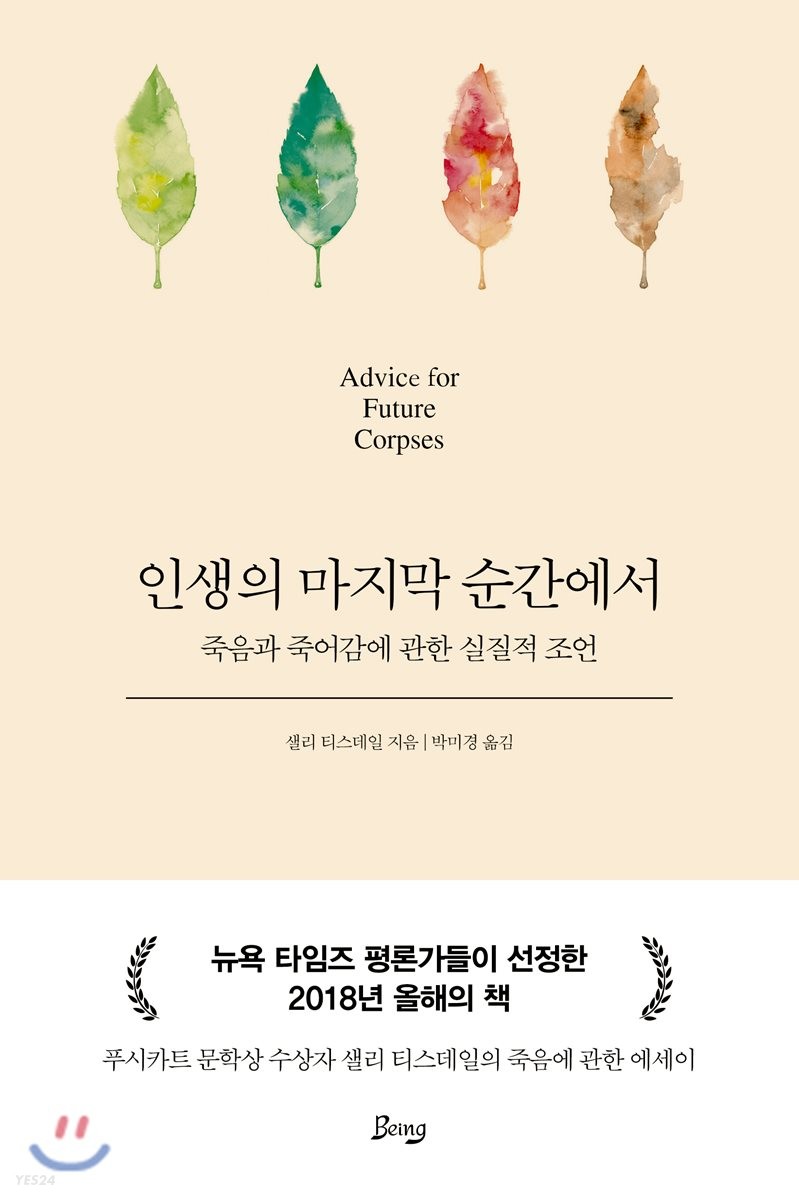 Advice for
Future
Corpses
인생의 마지막 순간에서
죽음과 죽어감에 관한 실질적 조언
샐리 티스데일 지음 | 박미경 옮김
뉴욕 타임즈 평론가들이 선정한
2018년 올해의 책
푸시카트 문학상 수상자 샐리 티스데일의 죽음에 관한 에세이
Being
YES24